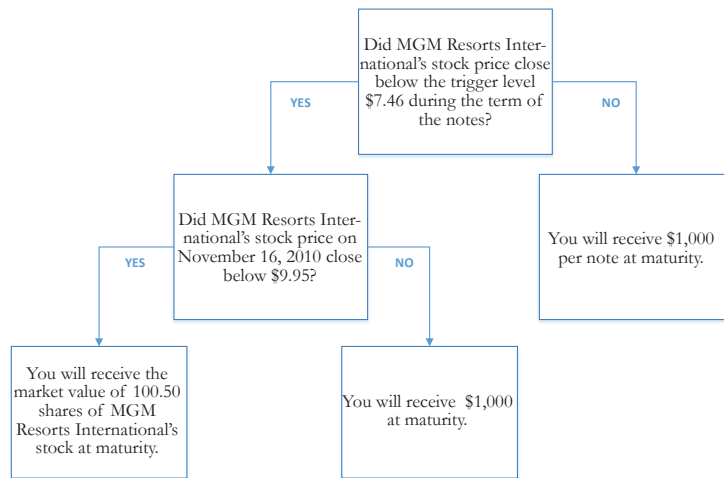 Did MGM Resorts Inter-
national's stock price close
below the trigger level
$7.46 during the term of
the notes?
YES
NO
Did MGM Resorts Inter-
national's stock price on
November 16, 2010 close
below $9.95?
You will receive $1,000
per note at maturity.
YES
NO
You will receive the
market value of 100.50
shares of MGM
Resorts International's
stock at maturity.
You will receive $1,000
at maturity.